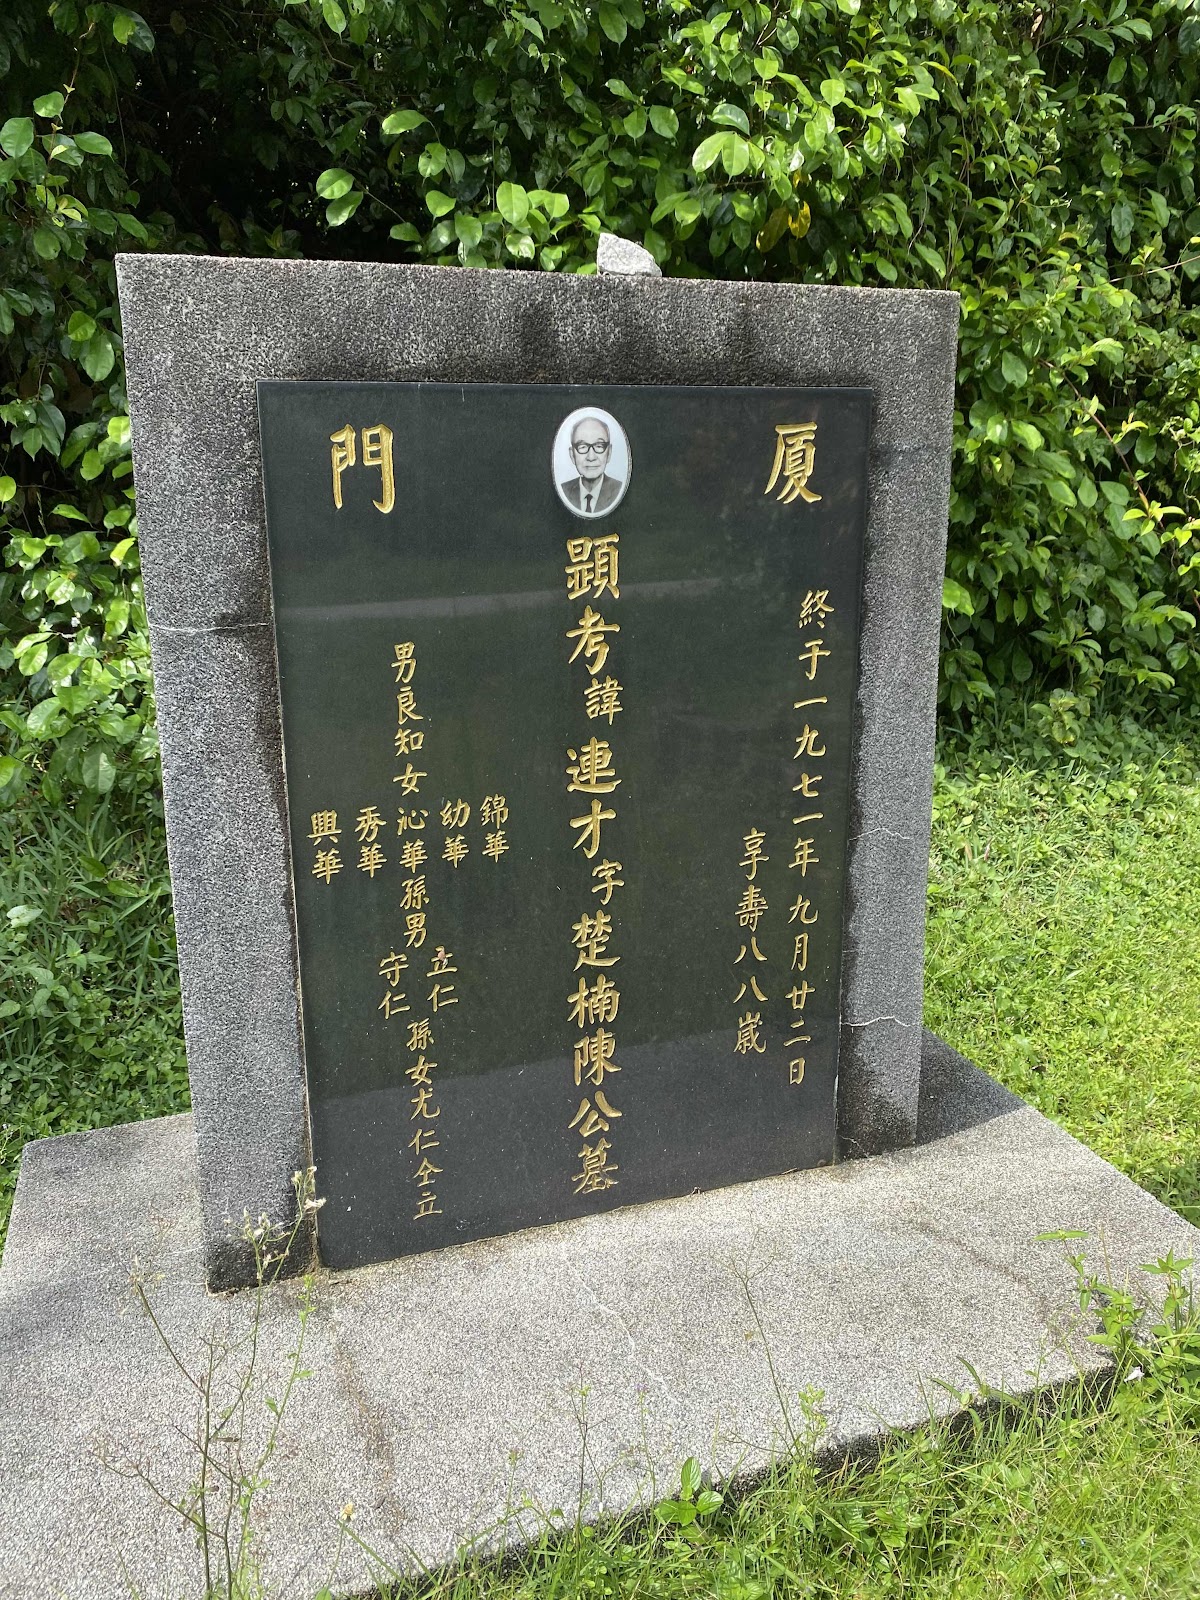 廈門
終于一九七一年九月廿二日
享壽八八歲
顕考諱連才字楚楠陳公墓
男良知女
錦華
幼華
沁華
秀華
興華
孫男
立仁
守仁
孫女尤仁仝立